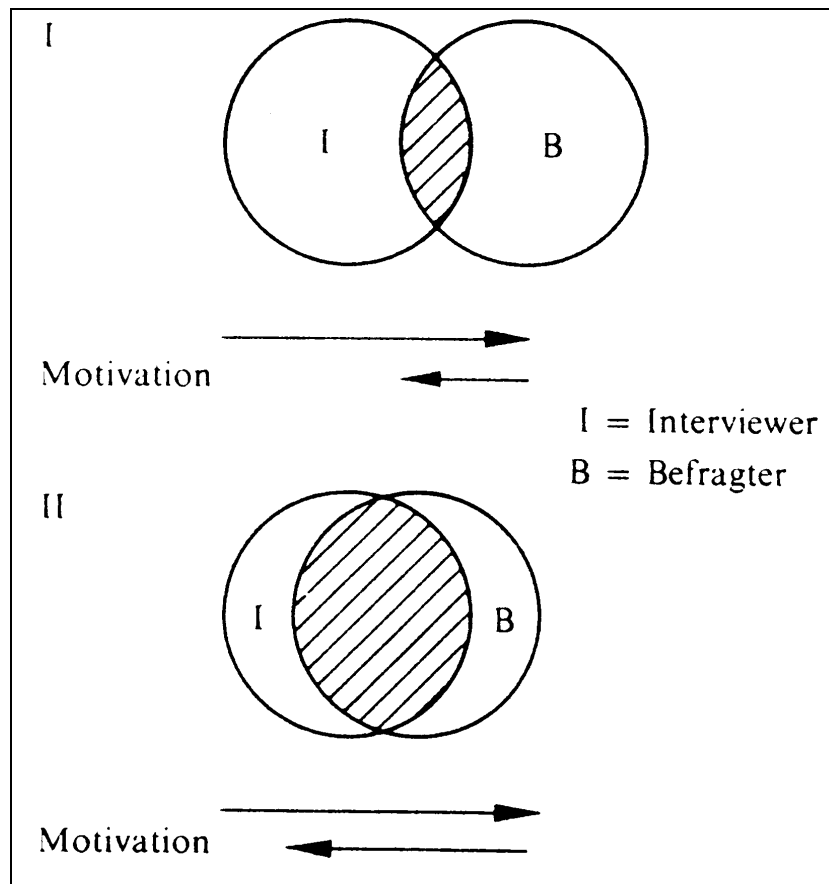 I
I
B
Motivation
I = Interviewer
B = Befragter
II
I
B
Motivation